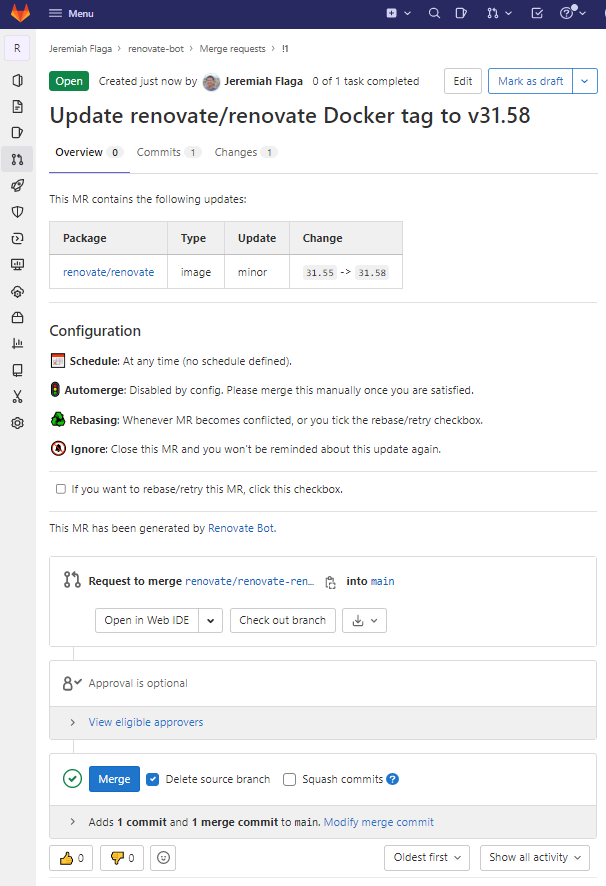 Menu
R
Jeremiah Flaga > renovate-bot > Merge requests > !1
Open Created just now by Jeremiah Flaga 0 of 1 task completed Edit Mark as draft
Update renovate/renovate Docker tag to v31.58
Overview 0 Commits 1 Changes 1
This MR contains the following updates:
Package Type Update Change
renovate/renovate image minor 31.55 -> 31.58
Configuration
Schedule: At any time (no schedule defined).
Automerge: Disabled by config. Please merge this manually once you are satisfied.
Rebasing: Whenever MR becomes conflicted, or you tick the rebase/retry checkbox.
Ignore: Close this MR and you won't be reminded about this update again.
If you want to rebase/retry this MR, click this checkbox.
This MR has been generated by Renovate Bot.
Request to merge renovate/renovate-ren… into main
Open in Web IDE Check out branch
Approval is optional
View eligible approvers
Merge Delete source branch Squash commits ?
Adds 1 commit and 1 merge commit to main. Modify merge commit
0 0 Oldest first Show all activity